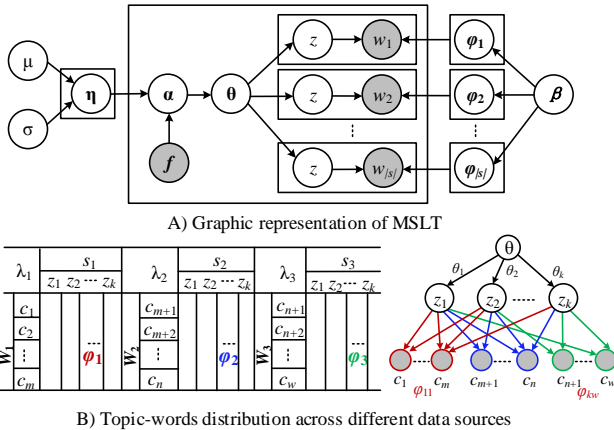 μ
σ
η
α
f
θ
z w₁ φ₁
z w₂ φ₂
z w|s| φ|s|
β
A) Graphic representation of MSLT
λ₁ s₁ λ₂ s₂ λ₃ s₃
z₁ z₂ ··· zₖ z₁ z₂ ··· zₖ z₁ z₂ ··· zₖ
W₁ W₂ W₃
c₁ cₘ₊₁ cₙ₊₁
c₂ cₘ₊₂ cₙ₊₂
cₘ cₙ c_w
φ₁ φ₂ φ₃
θ
θ₁ θ₂ θₖ
z₁ z₂ zₖ
c₁ cₘ cₘ₊₁ cₙ cₙ₊₁ c_w
φ₁₁ φ_kw
B) Topic-words distribution across different data sources